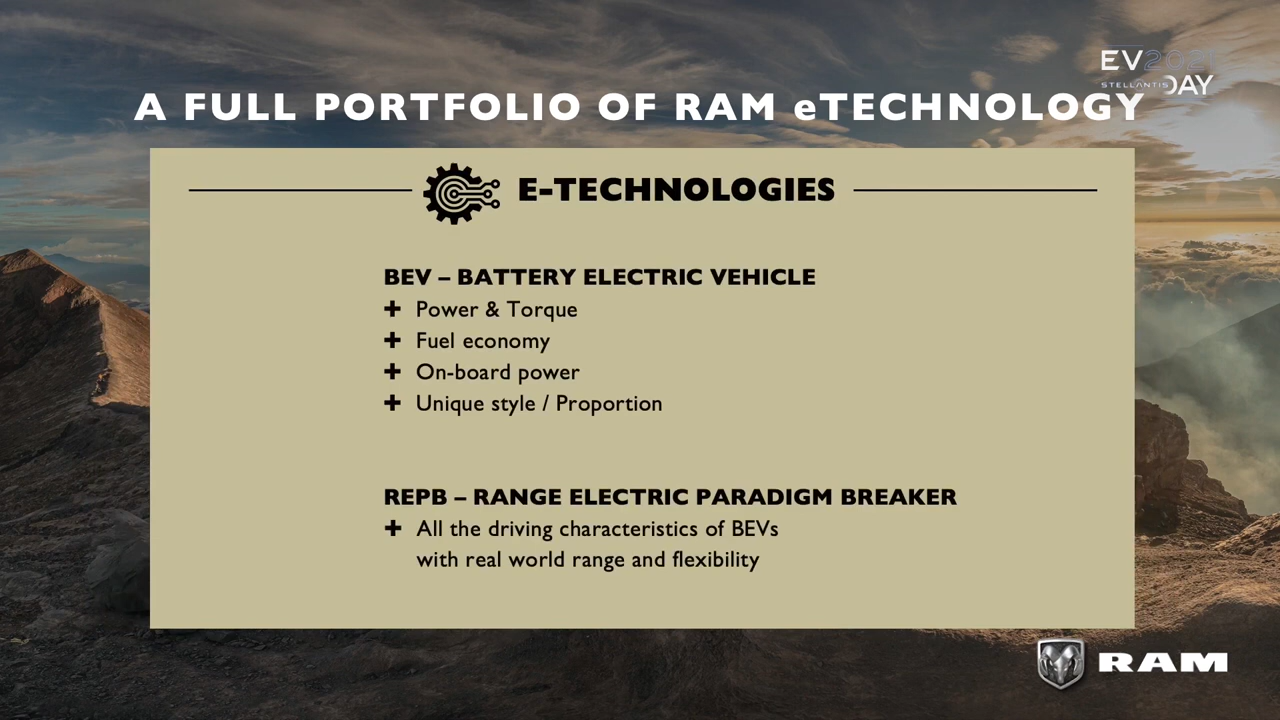 EV2021
STELLANTIS DAY
A FULL PORTFOLIO OF RAM eTECHNOLOGY
E-TECHNOLOGIES
BEV – BATTERY ELECTRIC VEHICLE
+ Power & Torque
+ Fuel economy
+ On-board power
+ Unique style / Proportion
REPB – RANGE ELECTRIC PARADIGM BREAKER
+ All the driving characteristics of BEVs
with real world range and flexibility
RAM